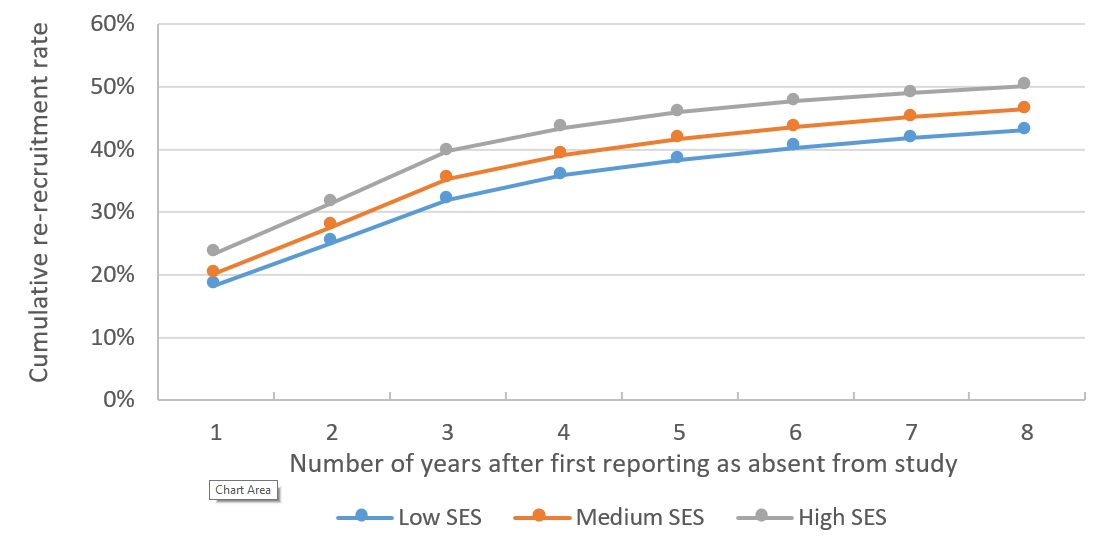 Cumulative re-recruitment rate
60%
50%
40%
30%
20%
10%
0%
1 2 3 4 5 6 7 8
Number of years after first reporting as absent from study
Chart Area
Low SES Medium SES High SES